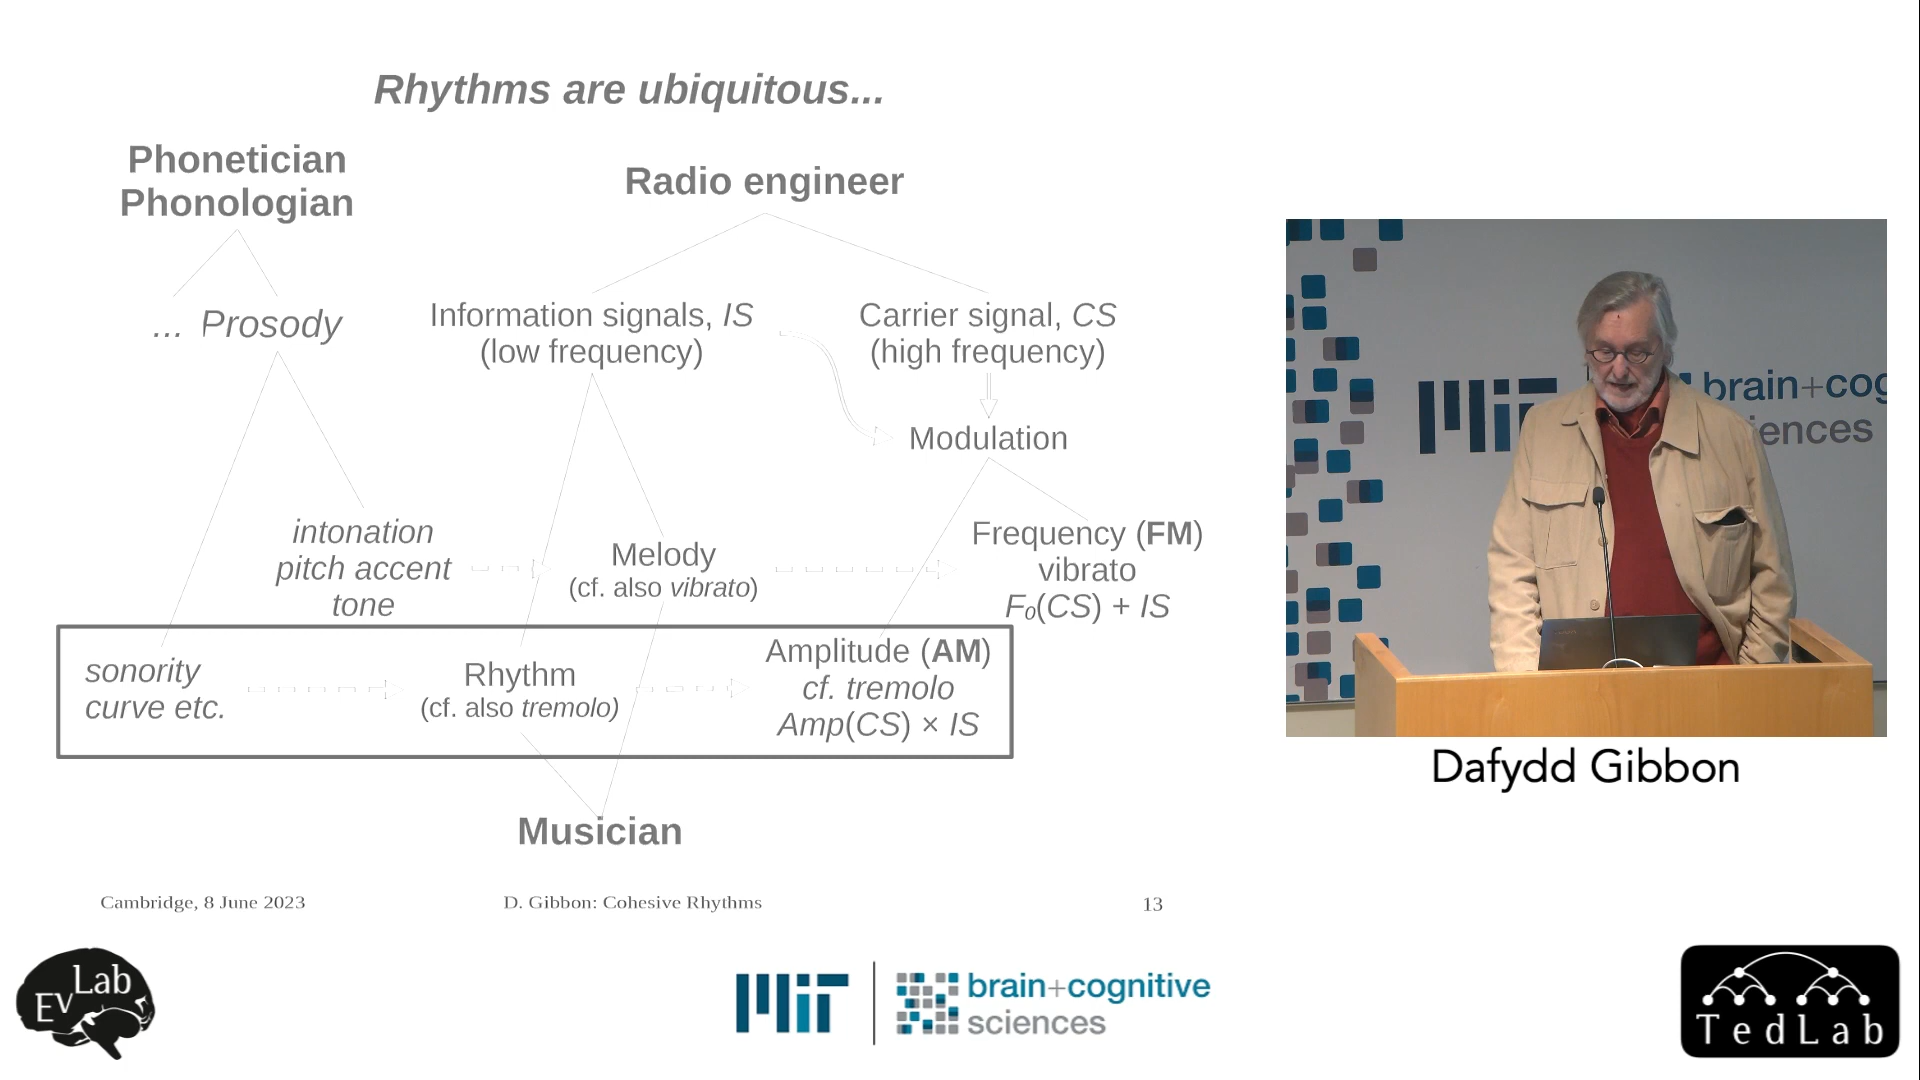 Rhythms are ubiquitous...
Phonetician
Phonologian
Radio engineer
... Prosody
Information signals, IS
(low frequency)
Carrier signal, CS
(high frequency)
Modulation
intonation
pitch accent
tone
Melody
(cf. also vibrato)
Frequency (FM)
vibrato
F₀(CS) + IS
sonority
curve etc.
Rhythm
(cf. also tremolo)
Amplitude (AM)
cf. tremolo
Amp(CS) × IS
Musician
Cambridge, 8 June 2023
D. Gibbon: Cohesive Rhythms
13
MIT
brain+cog
iences
Dafydd Gibbon
EvLab
MIT
brain+cognitive
sciences
TedLab